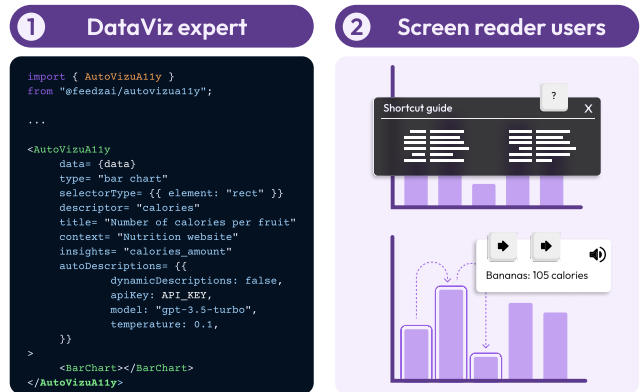 1 DataViz expert
import { AutoVizuA11y }
from "@feedzai/autovizua11y";
...
<AutoVizuA11y
data= {data}
type= "bar chart"
selectorType= {{ element: "rect" }}
descriptor= "calories"
title= "Number of calories per fruit"
context= "Nutrition website"
insights= "calories_amount"
autoDescriptions= {{
dynamicDescriptions: false,
apiKey: API_KEY,
model: "gpt-3.5-turbo",
temperature: 0.1,
}}
>
<BarChart></BarChart>
</AutoVizuA11y>
2 Screen reader users
?
Shortcut guide X
Bananas: 105 calories